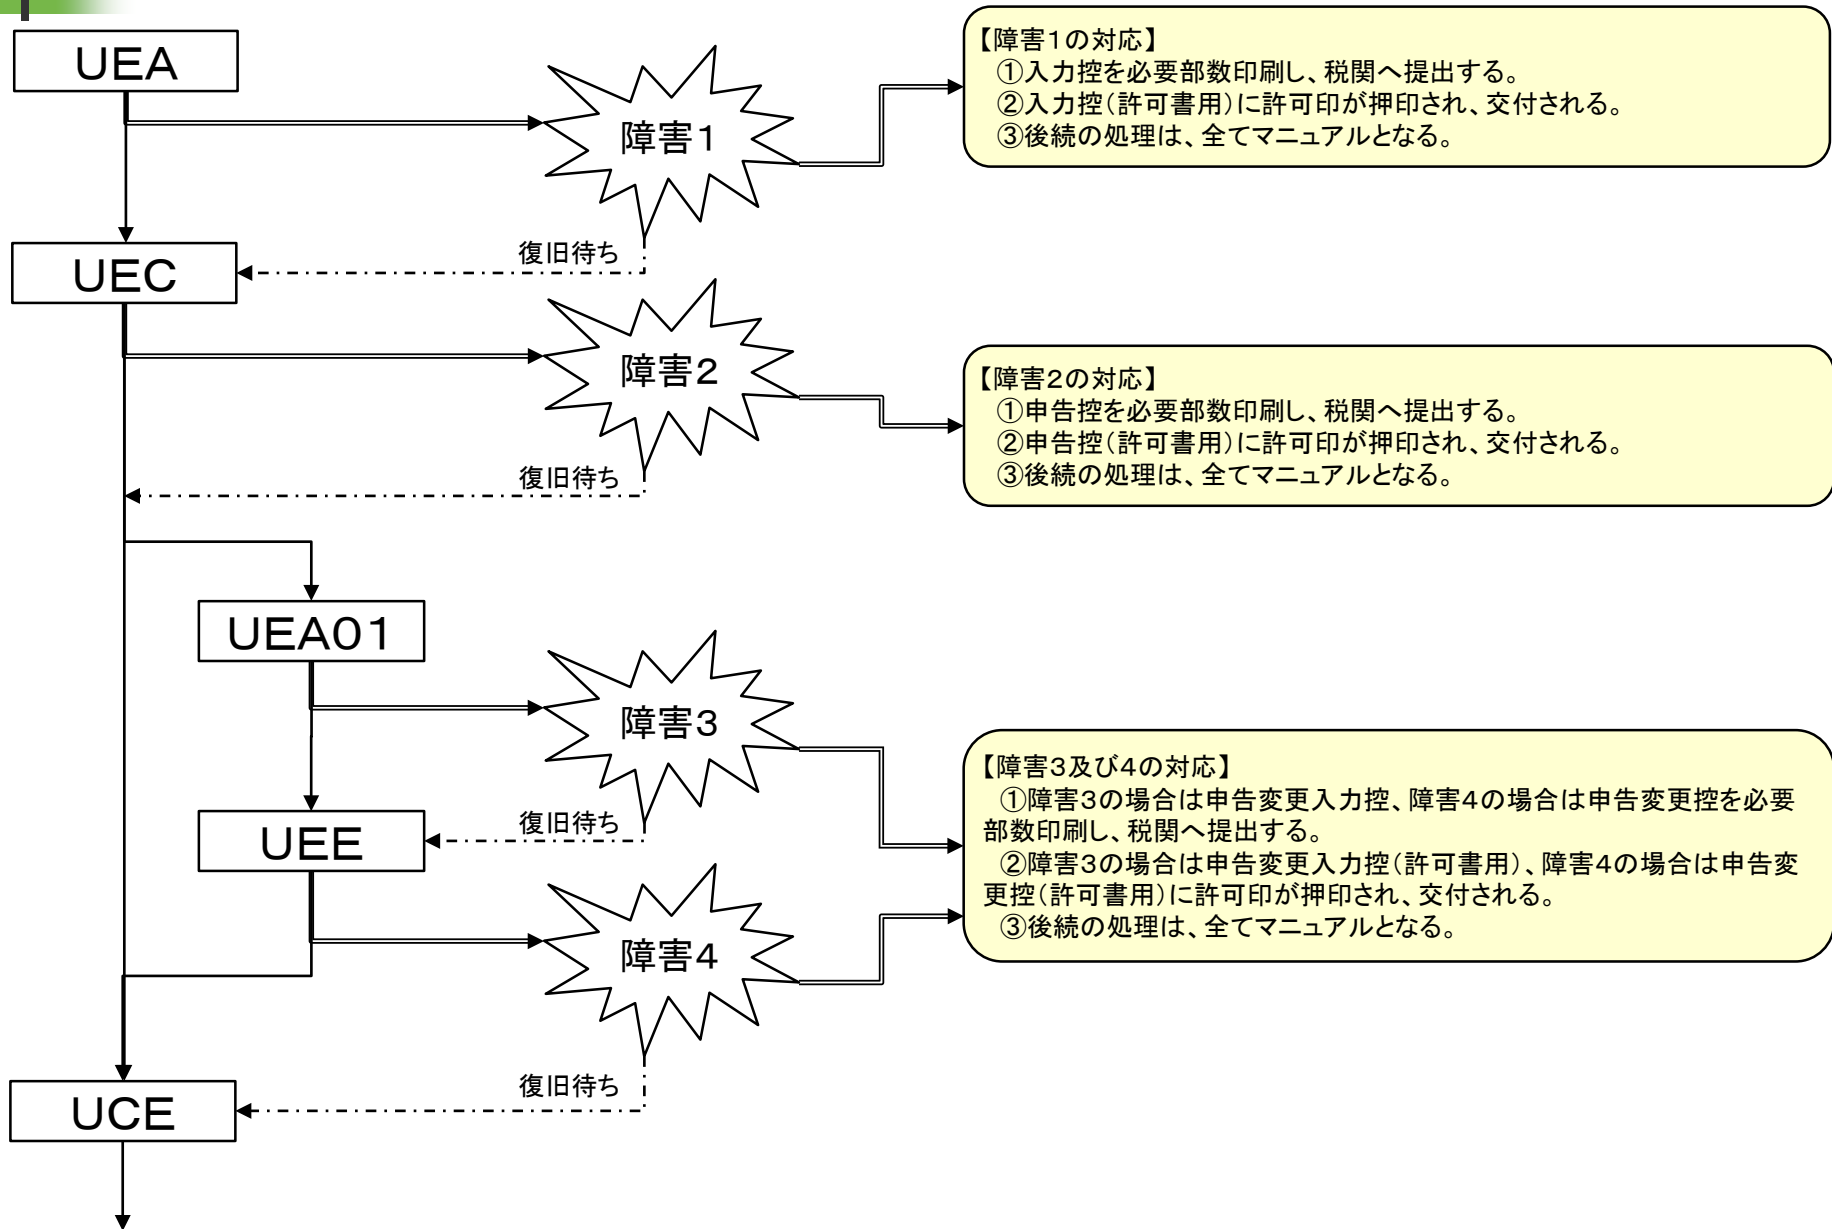 UEA
障害1
【障害1の対応】
①入力控を必要部数印刷し、税関へ提出する。
②入力控(許可書用)に許可印が押印され、交付される。
③後続の処理は、全てマニュアルとなる。
復旧待ち
UEC
障害2
【障害2の対応】
①申告控を必要部数印刷し、税関へ提出する。
②申告控(許可書用)に許可印が押印され、交付される。
③後続の処理は、全てマニュアルとなる。
復旧待ち
UEA01
障害3
【障害3及び4の対応】
①障害3の場合は申告変更入力控、障害4の場合は申告変更控を必要
部数印刷し、税関へ提出する。
②障害3の場合は申告変更入力控(許可書用)、障害4の場合は申告変
更控(許可書用)に許可印が押印され、交付される。
③後続の処理は、全てマニュアルとなる。
復旧待ち
UEE
障害4
復旧待ち
UCE